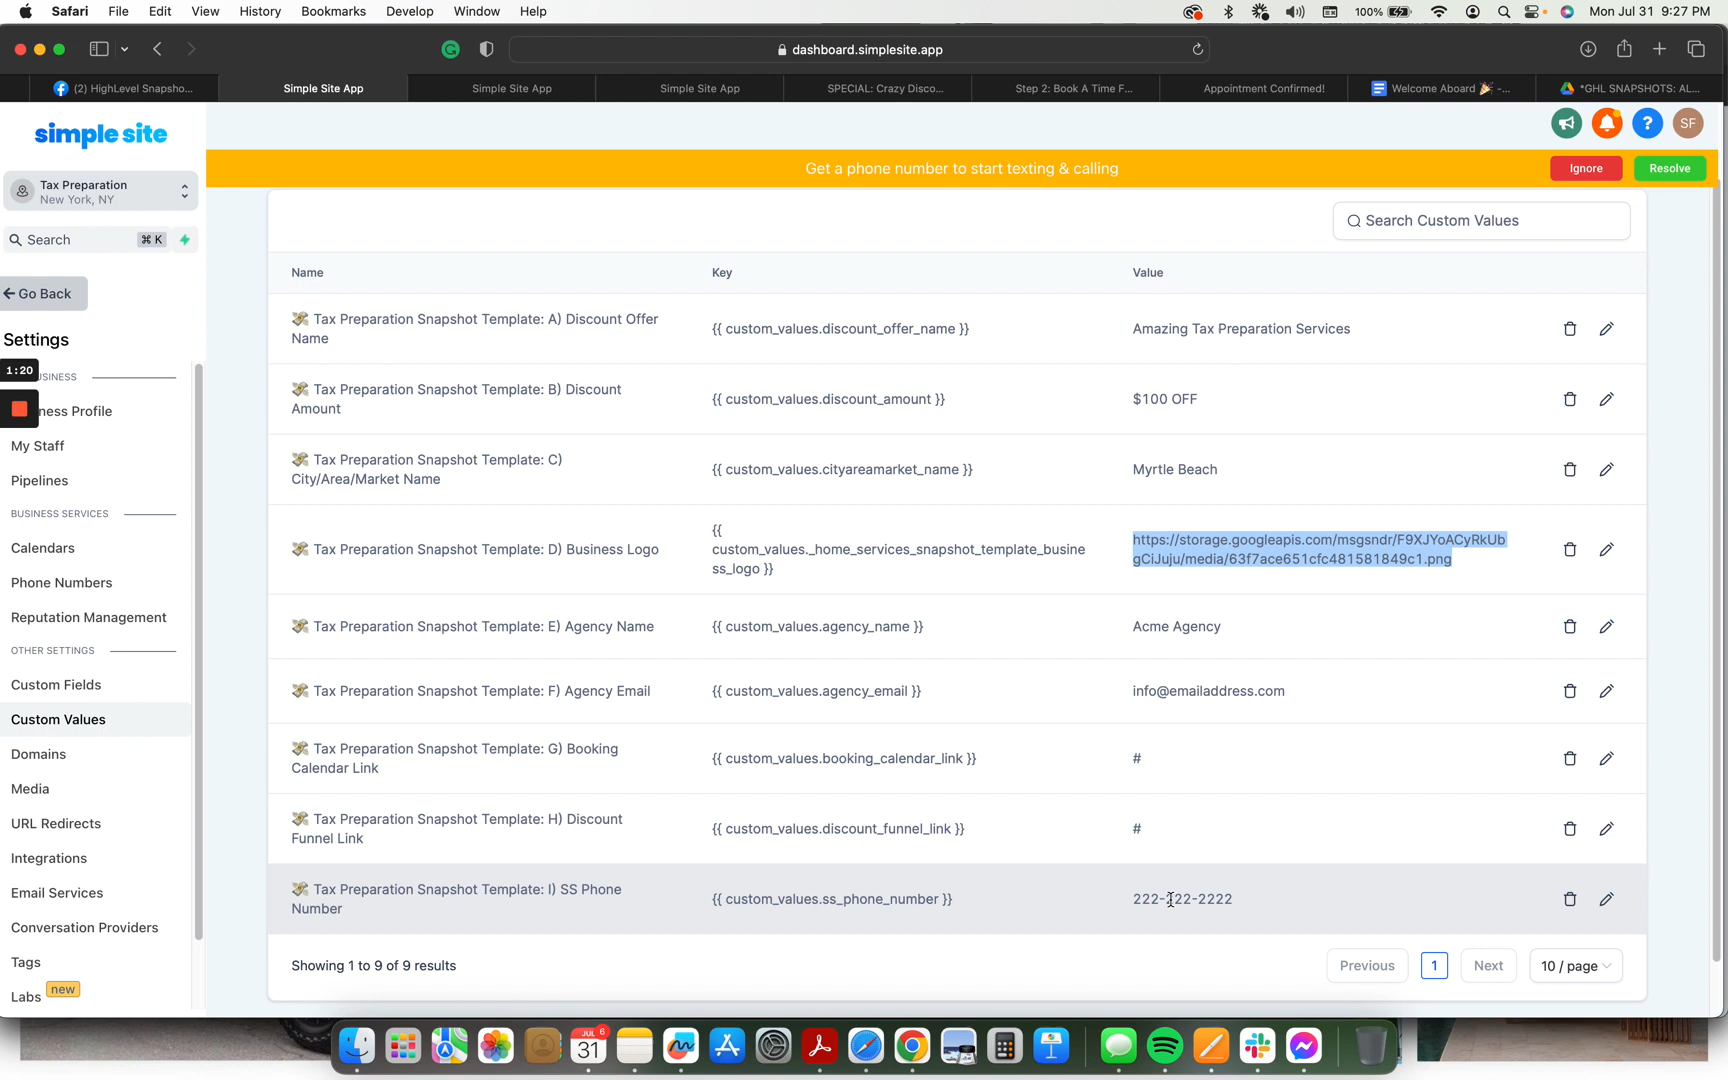 Safari File Edit View History Bookmarks Develop Window Help 100% Mon Jul 31 9:27 PM
dashboard.simplesite.app
(2) HighLevel Snapsho... Simple Site App Simple Site App Simple Site App SPECIAL: Crazy Disco... Step 2: Book A Time F... Appointment Confirmed! Welcome Aboard 🎉 -... *GHL SNAPSHOTS: AL...
simple site
? SF
Get a phone number to start texting & calling Ignore Resolve
Tax Preparation
New York, NY
Search ⌘ K
Go Back
Settings
1:20
USINESS
ness Profile
My Staff
Pipelines
BUSINESS SERVICES
Calendars
Phone Numbers
Reputation Management
OTHER SETTINGS
Custom Fields
Custom Values
Domains
Media
URL Redirects
Integrations
Email Services
Conversation Providers
Tags
Labs new
Search Custom Values
Name Key Value
💸 Tax Preparation Snapshot Template: A) Discount Offer
Name
{{ custom_values.discount_offer_name }}
Amazing Tax Preparation Services
💸 Tax Preparation Snapshot Template: B) Discount
Amount
{{ custom_values.discount_amount }}
$100 OFF
💸 Tax Preparation Snapshot Template: C)
City/Area/Market Name
{{ custom_values.cityareamarket_name }}
Myrtle Beach
💸 Tax Preparation Snapshot Template: D) Business Logo
{{
custom_values._home_services_snapshot_template_busine
ss_logo }}
https://storage.googleapis.com/msgsndr/F9XJYoACyRkUb
gCiJuju/media/63f7ace651cfc481581849c1.png
💸 Tax Preparation Snapshot Template: E) Agency Name
{{ custom_values.agency_name }}
Acme Agency
💸 Tax Preparation Snapshot Template: F) Agency Email
{{ custom_values.agency_email }}
info@emailaddress.com
💸 Tax Preparation Snapshot Template: G) Booking
Calendar Link
{{ custom_values.booking_calendar_link }}
#
💸 Tax Preparation Snapshot Template: H) Discount
Funnel Link
{{ custom_values.discount_funnel_link }}
#
💸 Tax Preparation Snapshot Template: I) SS Phone
Number
{{ custom_values.ss_phone_number }}
222-222-2222
Showing 1 to 9 of 9 results Previous 1 Next 10 / page
JUL 6
31